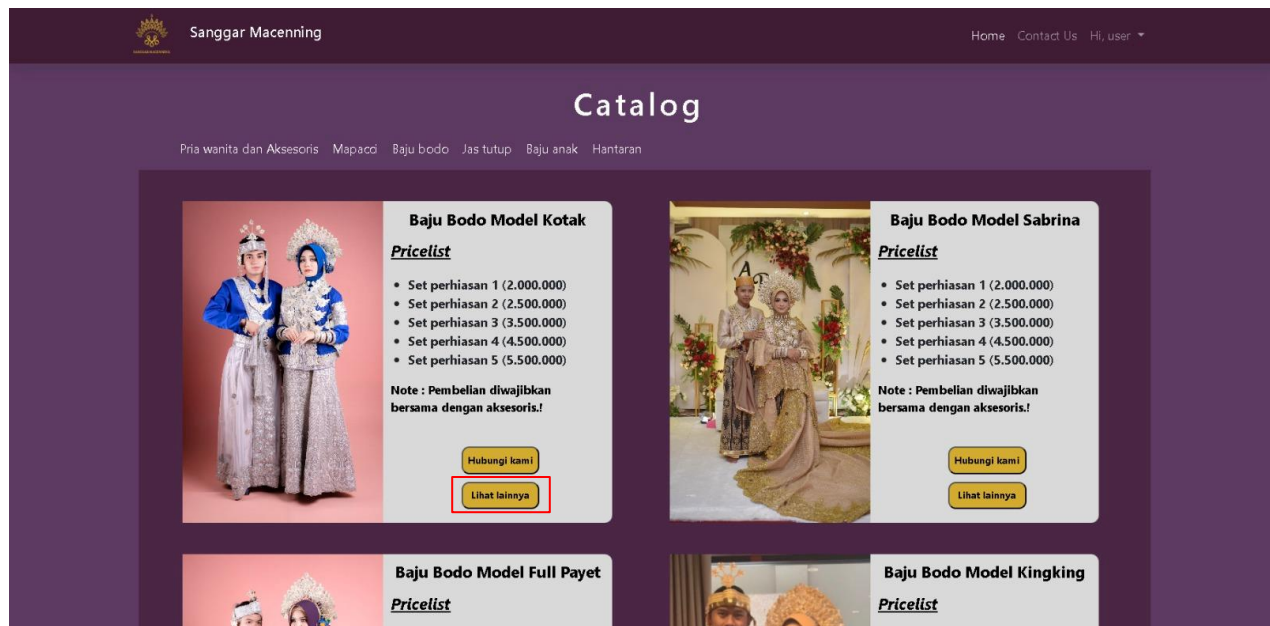 Sanggar Macenning
Home Contact Us Hi, user
Catalog
Pria wanita dan Aksesoris Mapacci Baju bodo Jas tutup Baju anak Hantaran
Baju Bodo Model Kotak
Pricelist
• Set perhiasan 1 (2.000.000)
• Set perhiasan 2 (2.500.000)
• Set perhiasan 3 (3.500.000)
• Set perhiasan 4 (4.500.000)
• Set perhiasan 5 (5.500.000)
Note : Pembelian diwajibkan
bersama dengan aksesoris.!
Hubungi kami
Lihat lainnya
Baju Bodo Model Sabrina
Pricelist
• Set perhiasan 1 (2.000.000)
• Set perhiasan 2 (2.500.000)
• Set perhiasan 3 (3.500.000)
• Set perhiasan 4 (4.500.000)
• Set perhiasan 5 (5.500.000)
Note : Pembelian diwajibkan
bersama dengan aksesoris.!
Hubungi kami
Lihat lainnya
Baju Bodo Model Full Payet
Pricelist
Baju Bodo Model Kingking
Pricelist